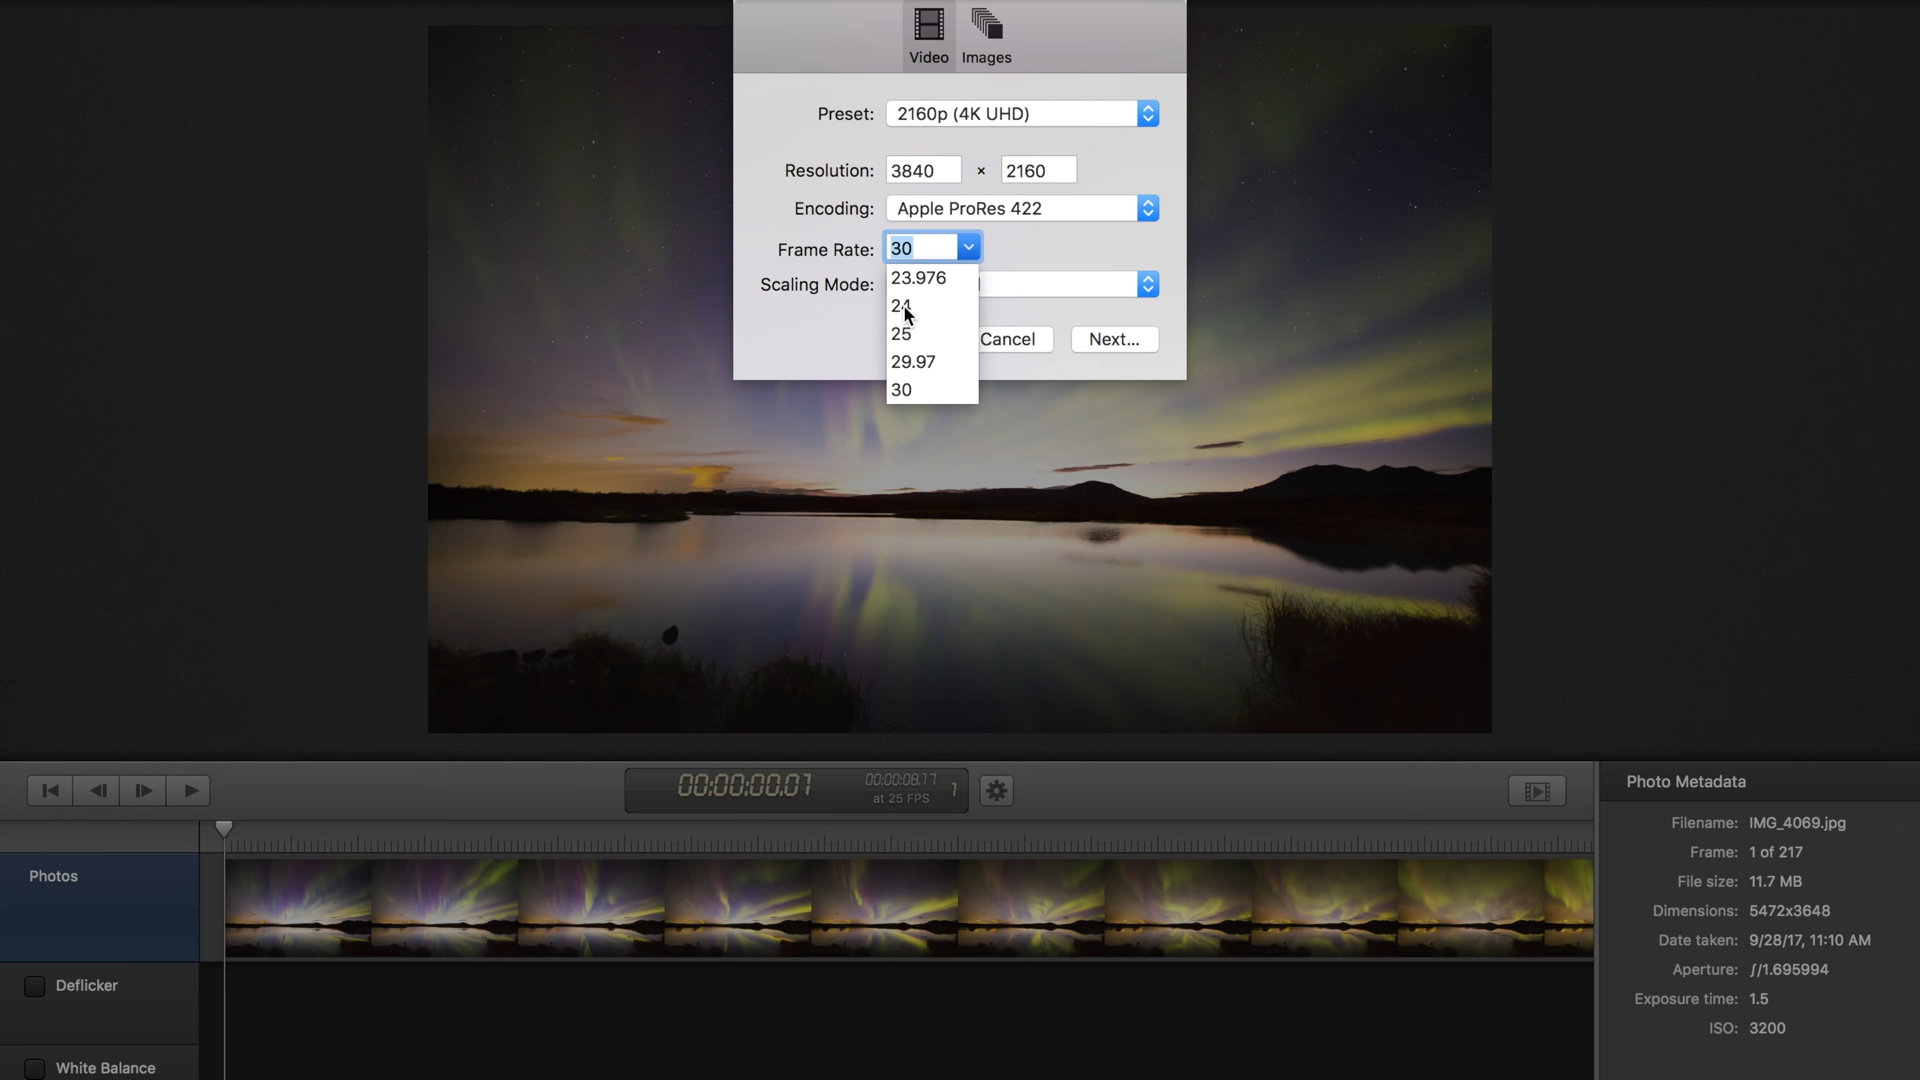 Video Images
Preset: 2160p (4K UHD)
Resolution: 3840 × 2160
Encoding: Apple ProRes 422
Frame Rate: 30
23.976
Scaling Mode:
24
25
Cancel Next...
29.97
30
00:00:00.01 00:00:08.17 1
at 25 FPS
Photo Metadata
Filename: IMG_4069.jpg
Frame: 1 of 217
File size: 11.7 MB
Dimensions: 5472x3648
Date taken: 9/28/17, 11:10 AM
Aperture: ƒ/1.695994
Exposure time: 1.5
ISO: 3200
Photos
Deflicker
White Balance